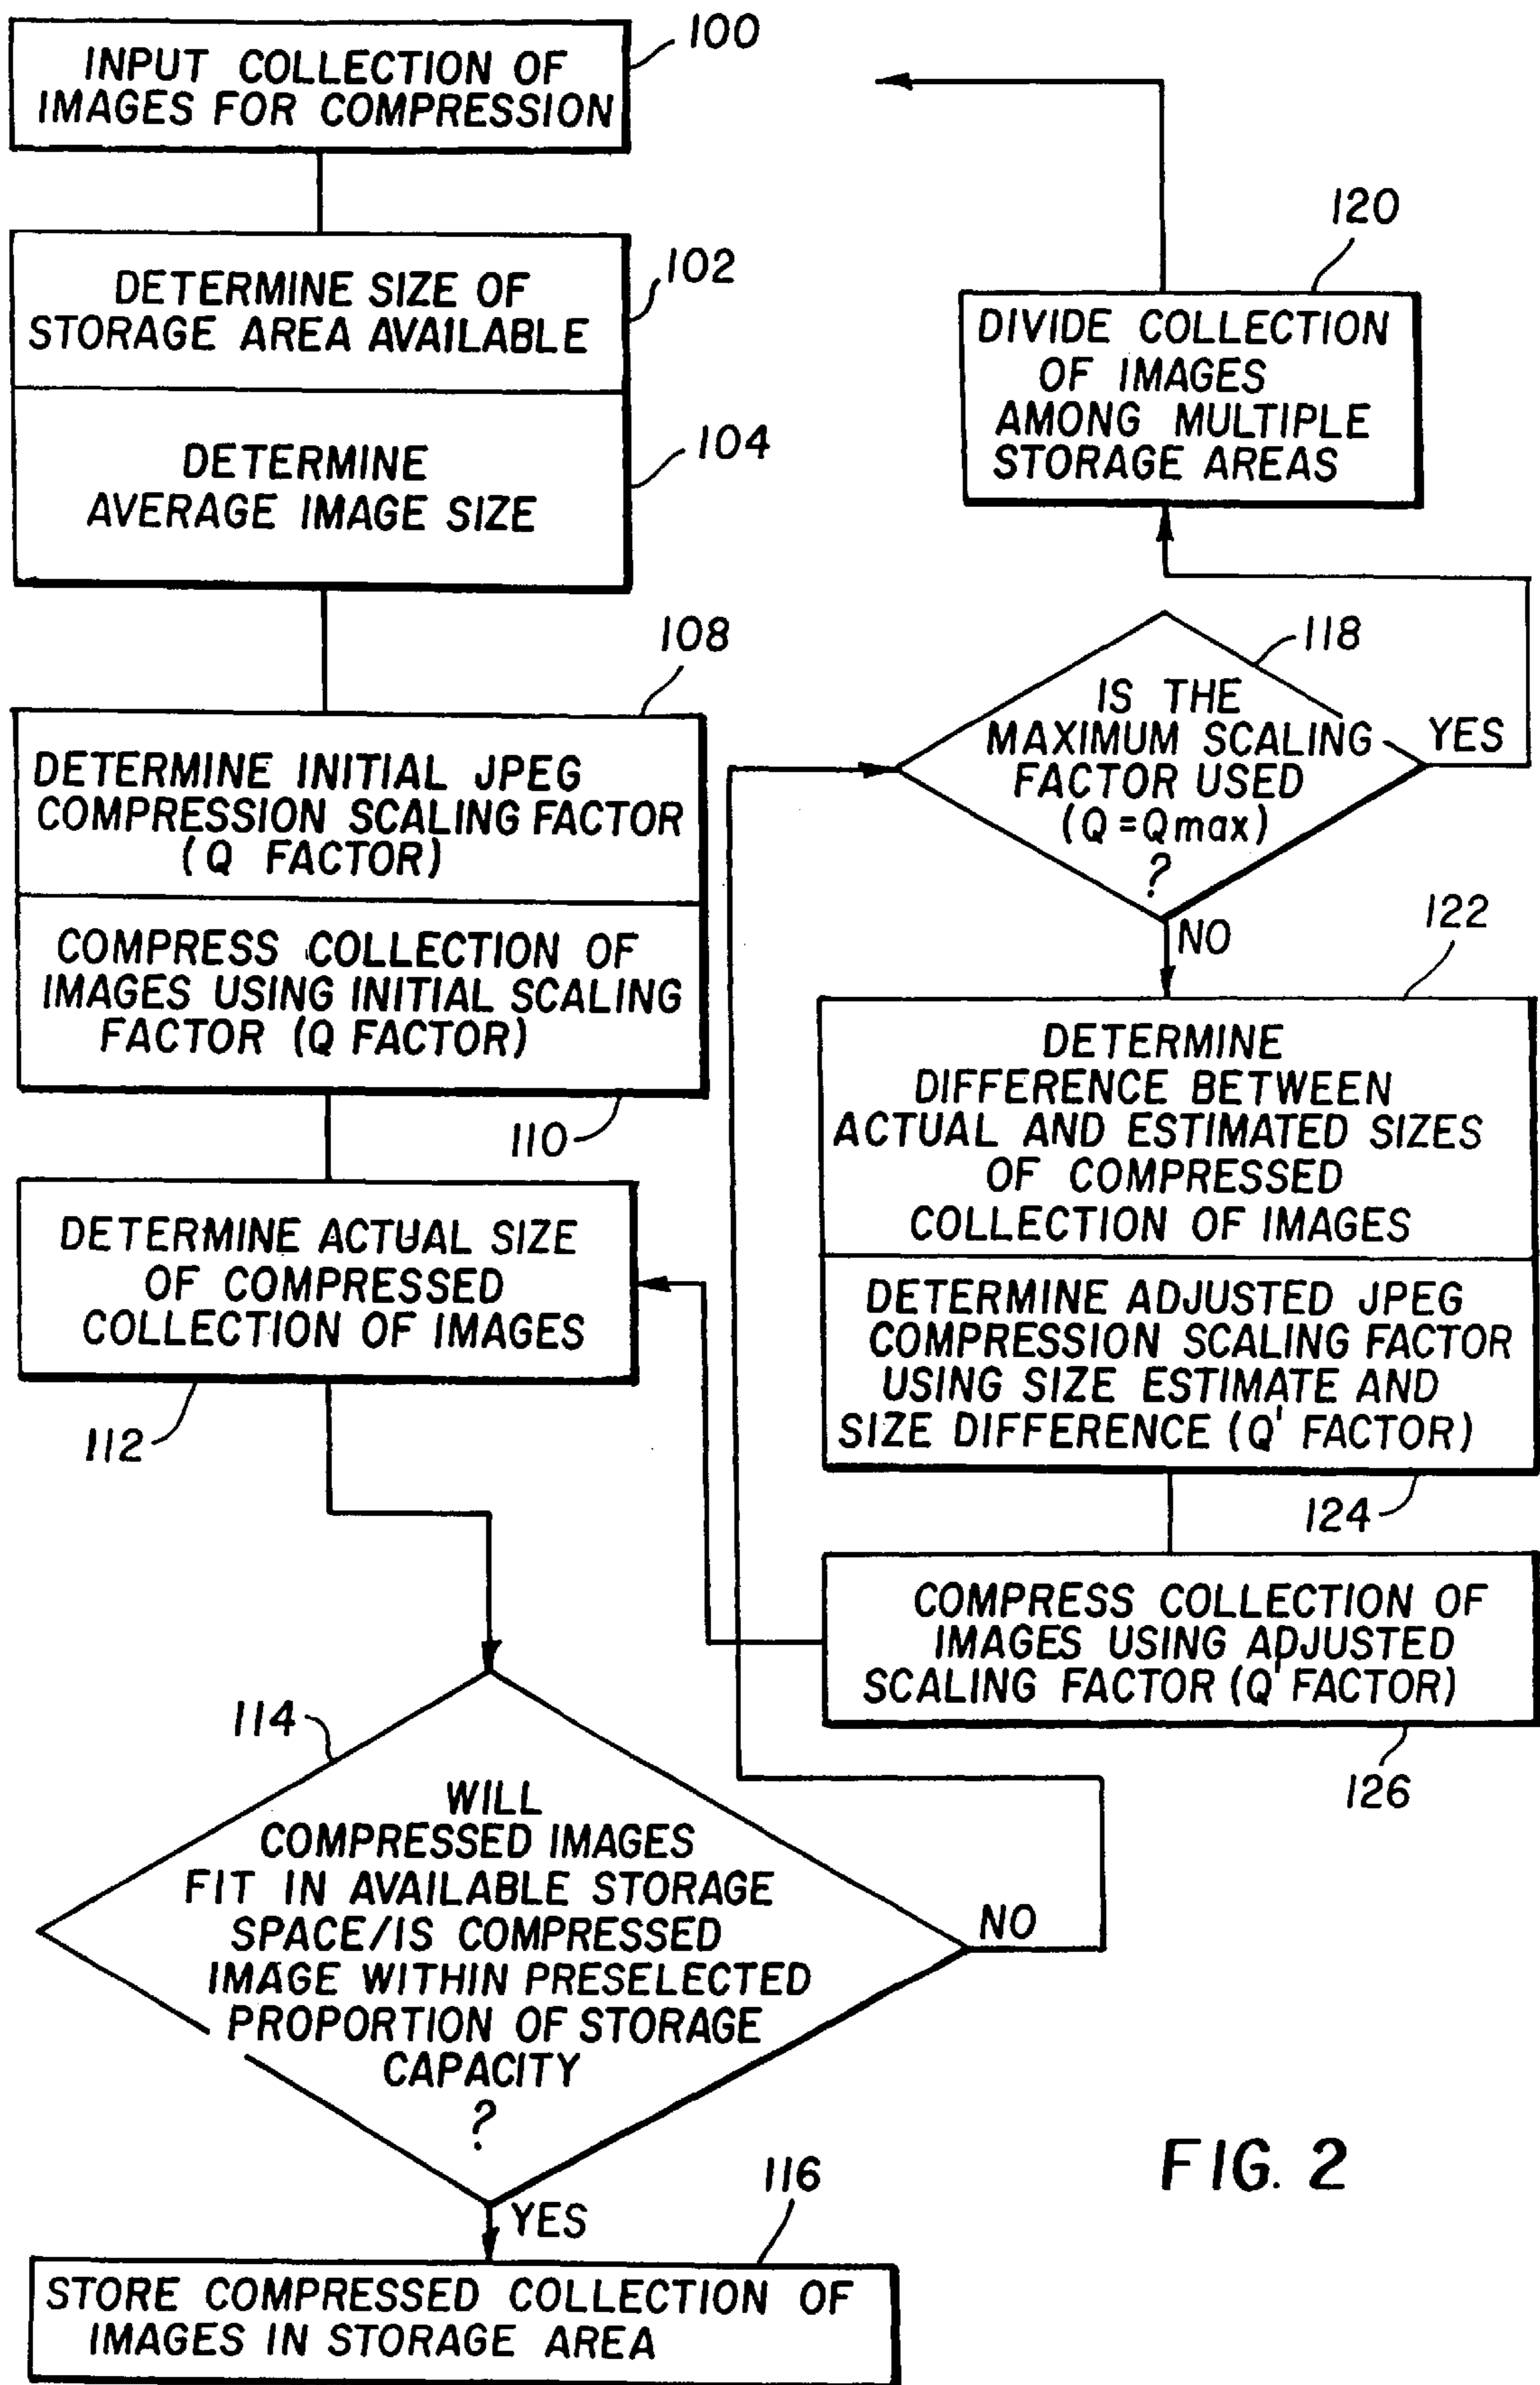 100
INPUT COLLECTION OF
IMAGES FOR COMPRESSION
102
DETERMINE SIZE OF
STORAGE AREA AVAILABLE
104
DETERMINE
AVERAGE IMAGE SIZE
108
DETERMINE INITIAL JPEG
COMPRESSION SCALING FACTOR
(Q FACTOR)
COMPRESS COLLECTION OF
IMAGES USING INITIAL SCALING
FACTOR (Q FACTOR)
110
DETERMINE ACTUAL SIZE
OF COMPRESSED
COLLECTION OF IMAGES
112
114
WILL
COMPRESSED IMAGES
FIT IN AVAILABLE STORAGE
SPACE/IS COMPRESSED
IMAGE WITHIN PRESELECTED
PROPORTION OF STORAGE
CAPACITY
?
NO
YES
116
STORE COMPRESSED COLLECTION OF
IMAGES IN STORAGE AREA
120
DIVIDE COLLECTION
OF IMAGES
AMONG MULTIPLE
STORAGE AREAS
118
IS THE
MAXIMUM SCALING
FACTOR USED
(Q=Qmax)
?
YES
NO
122
DETERMINE
DIFFERENCE BETWEEN
ACTUAL AND ESTIMATED SIZES
OF COMPRESSED
COLLECTION OF IMAGES
DETERMINE ADJUSTED JPEG
COMPRESSION SCALING FACTOR
USING SIZE ESTIMATE AND
SIZE DIFFERENCE (Q' FACTOR)
124
COMPRESS COLLECTION OF
IMAGES USING ADJUSTED
SCALING FACTOR (Q' FACTOR)
126
FIG. 2